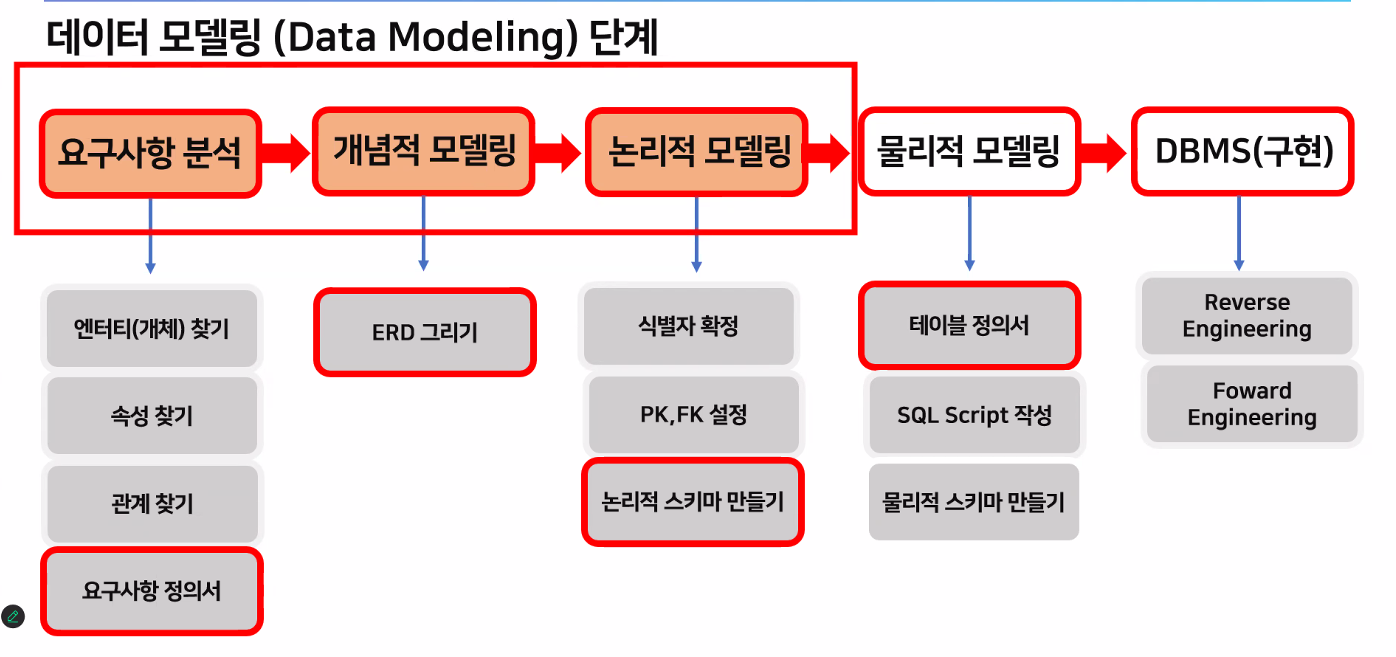 데이터 모델링 (Data Modeling) 단계
요구사항 분석
개념적 모델링
논리적 모델링
물리적 모델링
DBMS(구현)
엔터티(개체) 찾기
속성 찾기
관계 찾기
요구사항 정의서
ERD 그리기
식별자 확정
PK,FK 설정
논리적 스키마 만들기
테이블 정의서
SQL Script 작성
물리적 스키마 만들기
Reverse
Engineering
Foward
Engineering